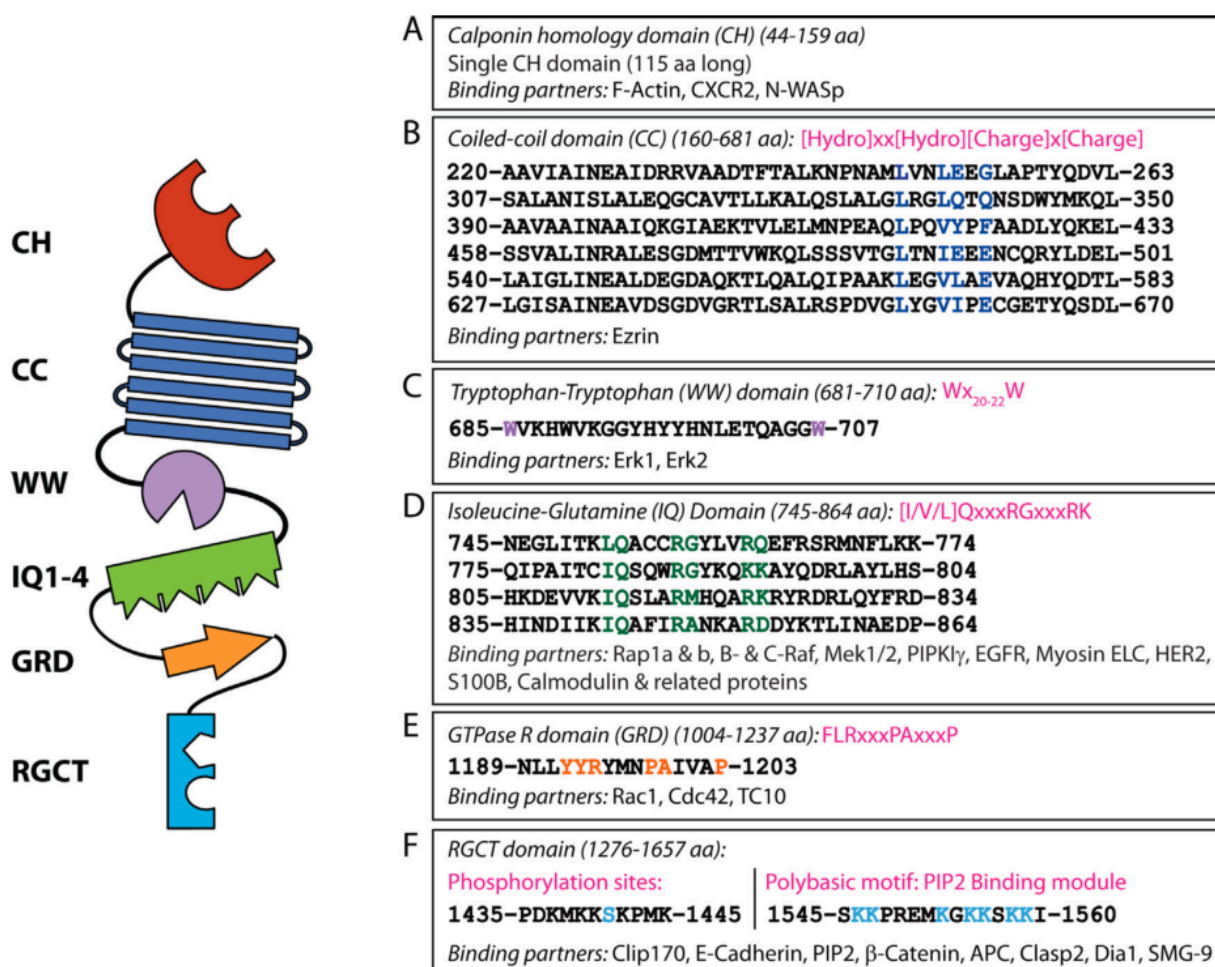 CH
CC
WW
IQ1-4
GRD
RGCT
A
Calponin homology domain (CH) (44-159 aa)
Single CH domain (115 aa long)
Binding partners: F-Actin, CXCR2, N-WASp
B
Coiled-coil domain (CC) (160-681 aa): [Hydro]xx[Hydro][Charge]x[Charge]
220-AAVIAINEAIDRRVAADTFTALKNPNAMLVNLEEGLAPTYQDVL-263
307-SALANISLALEQGCAVTLLKALQSLALGLRGLQTQNSDWYMKQL-350
390-AAVAAINAAIQKGIAEKTVLELMNPEAQLPQVYPFAADLYQKEL-433
458-SSVALINRALESGDMTTVWKQLSSSVTGLTNIEEENCQRYLDEL-501
540-LAIGLINEALDEGDAQKTLQALQIPAAKLEGVLAEVAQHYQDTL-583
627-LGISAINEAVDSGDVGRTLSALRSPDVGLYGVIPECGETYQSDL-670
Binding partners: Ezrin
C
Tryptophan-Tryptophan (WW) domain (681-710 aa): Wx20-22W
685-WVKHWVKGGYHYYHNLETQAGGW-707
Binding partners: Erk1, Erk2
D
Isoleucine-Glutamine (IQ) Domain (745-864 aa): [I/V/L]QxxxRGxxxRK
745-NEGLITKLQACCRGYLVRQEFRSRMNFLKK-774
775-QIPAITCIQSQWRGYKQKKAYQDRLAYLHS-804
805-HKDEVVKIQSLARMHQARKRYRDRLQYFRD-834
835-HINDIIKIQAFIRANKARDDYKTLINAEDP-864
Binding partners: Rap1a & b, B- & C-Raf, Mek1/2, PIPKIγ, EGFR, Myosin ELC, HER2,
S100B, Calmodulin & related proteins
E
GTPase R domain (GRD) (1004-1237 aa): FLRxxxPAxxxP
1189-NLLYYRYMNPAIVAP-1203
Binding partners: Rac1, Cdc42, TC10
F
RGCT domain (1276-1657 aa):
Phosphorylation sites:
1435-PDKMKKSKPMK-1445
Polybasic motif: PIP2 Binding module
1545-SKKPREMKGKKSKKI-1560
Binding partners: Clip170, E-Cadherin, PIP2, β-Catenin, APC, Clasp2, Dia1, SMG-9